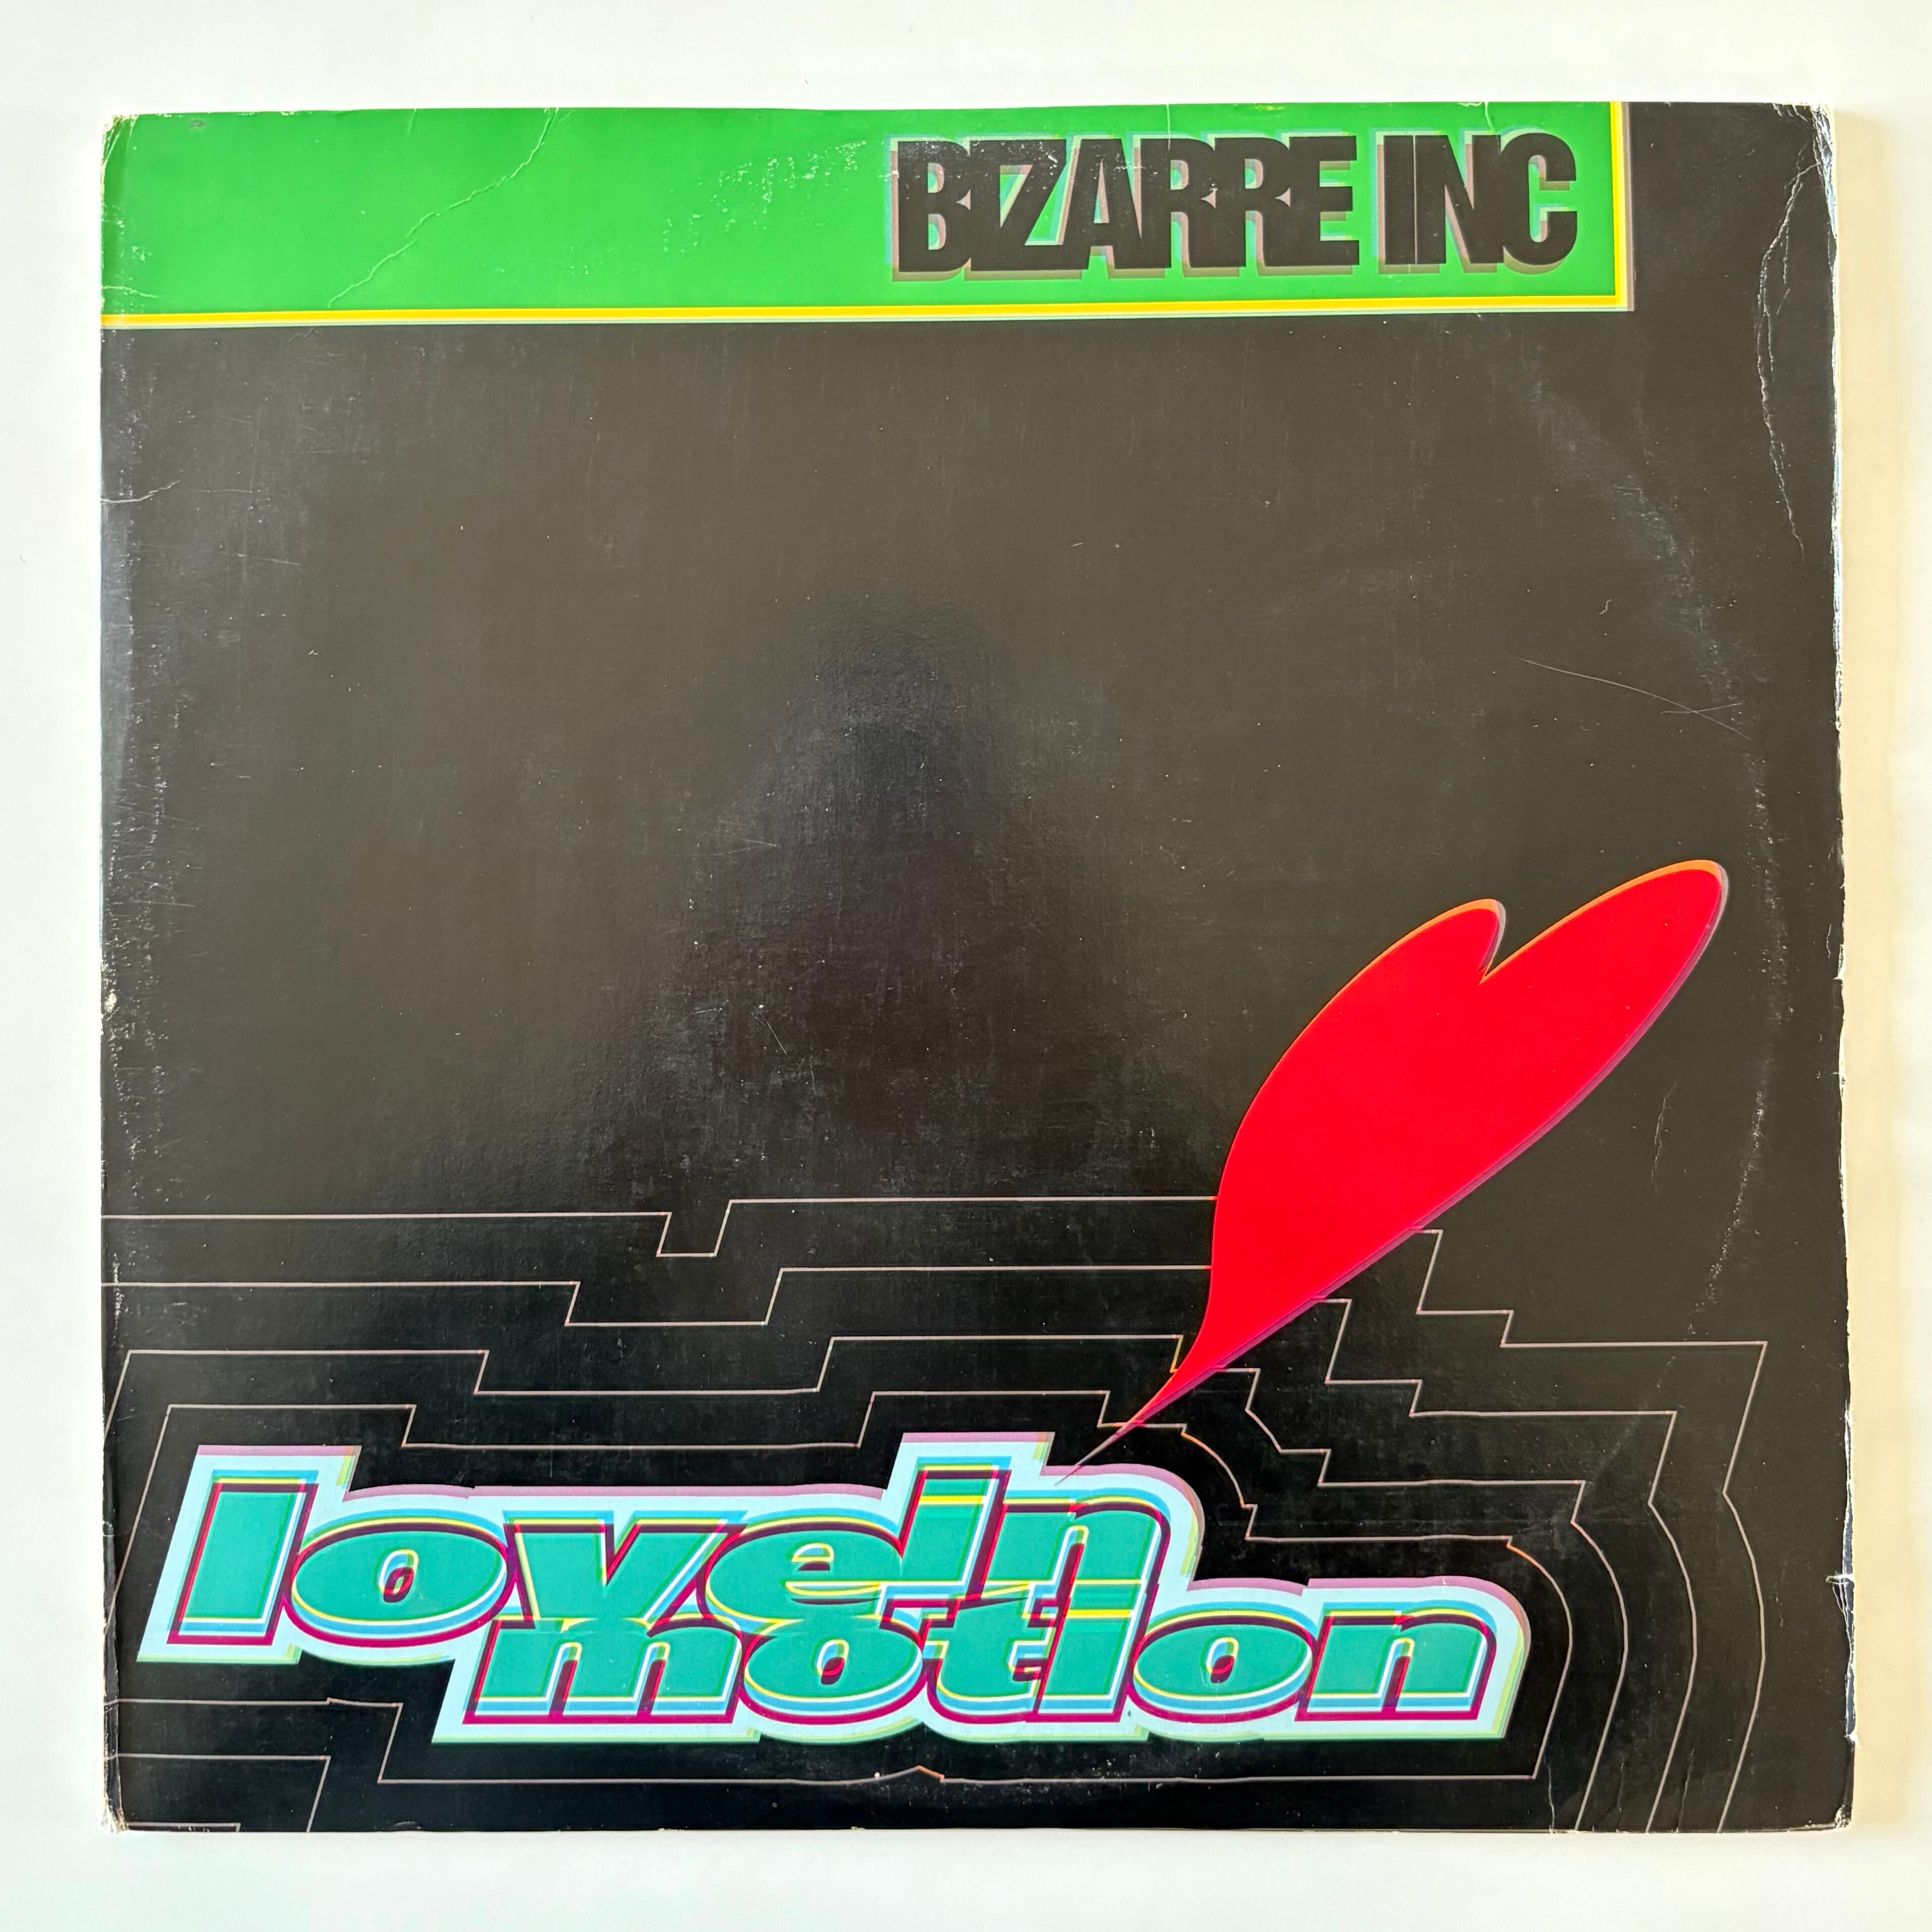 BIZARRE INC
love in
motion